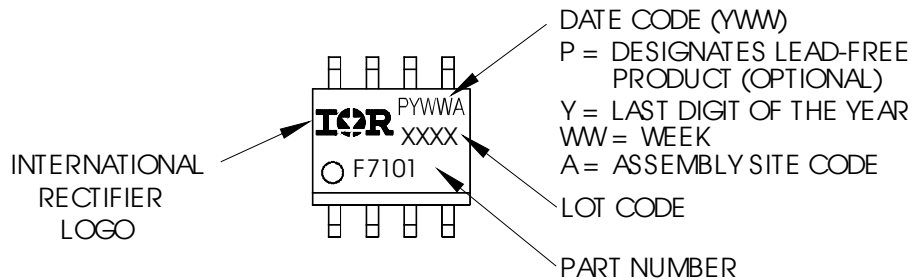 DATE CODE (YWW)
P = DESIGNATES LEAD-FREE
PRODUCT (OPTIONAL)
Y = LAST DIGIT OF THE YEAR
WW = WEEK
A = ASSEMBLY SITE CODE
LOT CODE
PART NUMBER
INTERNATIONAL
RECTIFIER
LOGO
IOR
PYWWA
XXXX
F7101